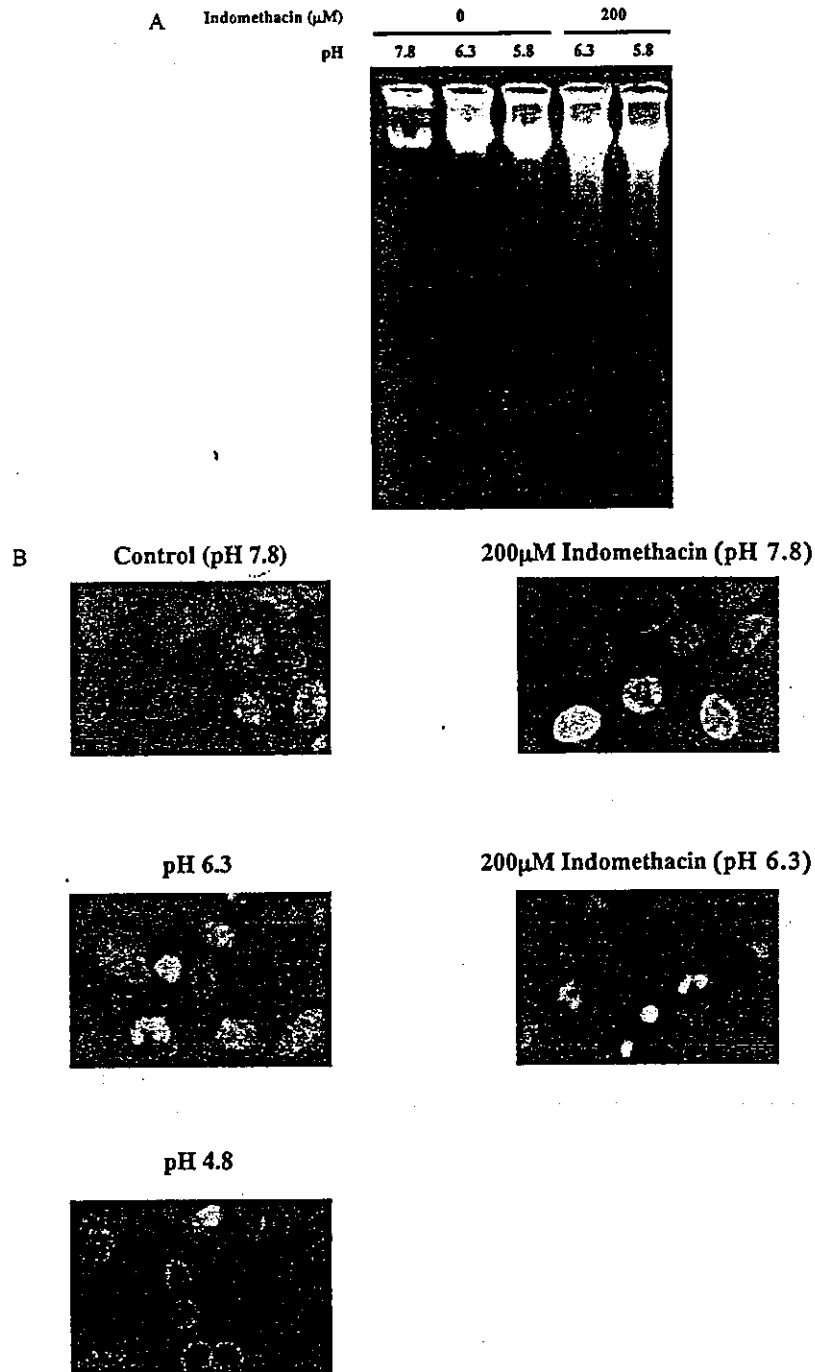 A Indomethacin (µM) 0 200
pH 7.8 6.3 5.8 6.3 5.8
B Control (pH 7.8) 200µM Indomethacin (pH 7.8)
pH 6.3 200µM Indomethacin (pH 6.3)
pH 4.8